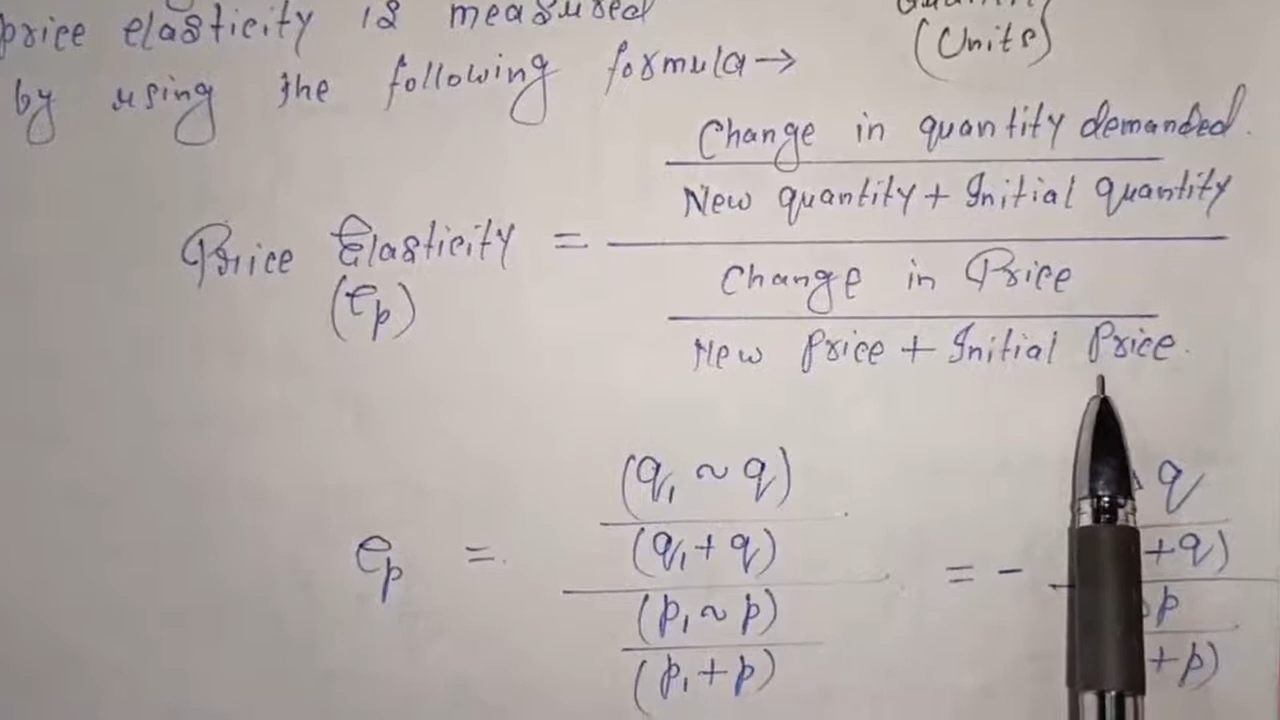 price elasticity is measured
(Units)
by using the following formula→
Change in quantity demanded.
New quantity + Initial quantity
Price Elasticity =
(ep)
Change in Price
New Price + Initial Price.
(q₁ ~ q)
(q₁ + q)
ep =
(p₁ ~ p)
(p₁ + p)
= -
q
+q)
p
+p)